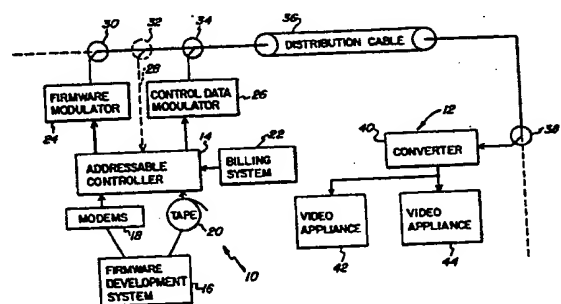 30
32
34
36
DISTRIBUTION CABLE
28
FIRMWARE
MODULATOR
24
CONTROL DATA
MODULATOR
26
12
40
CONVERTER
38
14
22
ADDRESSABLE
CONTROLLER
BILLING
SYSTEM
MODEMS
18
TAPE
20
10
VIDEO
APPLIANCE
42
VIDEO
APPLIANCE
44
FIRMWARE
DEVELOPMENT
SYSTEM
16